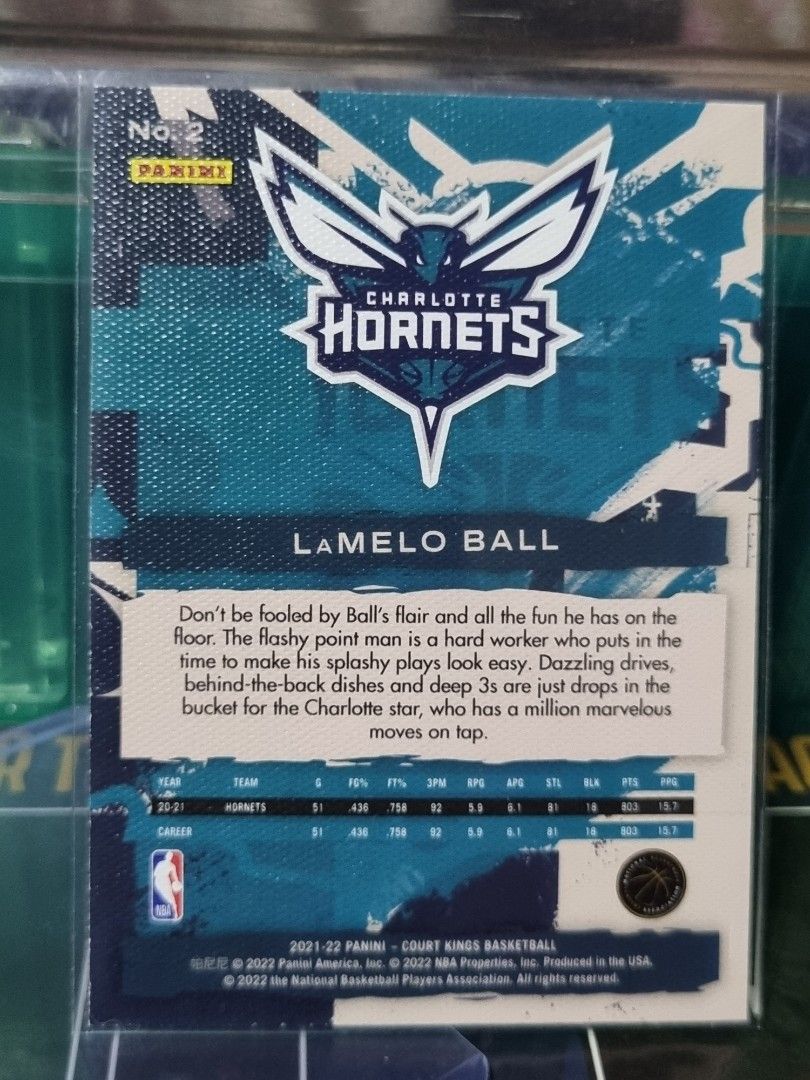 No. 2
PANINI
CHARLOTTE
HORNETS
LAMELO BALL
Don't be fooled by Ball's flair and all the fun he has on the
floor. The flashy point man is a hard worker who puts in the
time to make his splashy plays look easy. Dazzling drives,
behind-the-back dishes and deep 3s are just drops in the
bucket for the Charlotte star, who has a million marvelous
moves on tap.
YEAR TEAM G FG% FT% 3PM RPG APG STL BLK PTS PPG
20-21 HORNETS 51 .436 .758 92 5.9 6.1 81 18 803 15.7
CAREER 51 .436 .758 92 5.9 6.1 81 18 803 15.7
NBA
2021-22 PANINI - COURT KINGS BASKETBALL
帕尼尼 © 2022 Panini America, Inc. © 2022 NBA Properties, Inc. Produced in the USA.
© 2022 the National Basketball Players Association. All rights reserved.